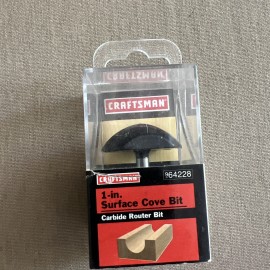 CRAFTSMAN
CRAFTSMAN
CRAFTSMAN
964228
1-in.
Surface Cove Bit
Carbide Router Bit